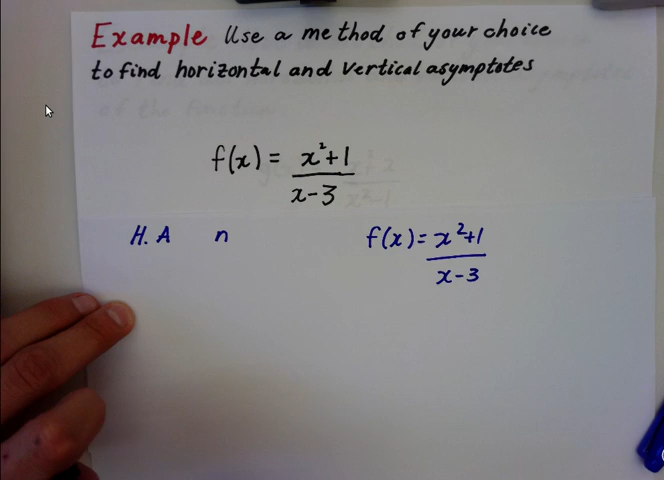 Example Use a method of your choice
to find horizontal and vertical asymptotes
f(x) = x²+1
x-3
H. A n f(x) = x²+1
x-3